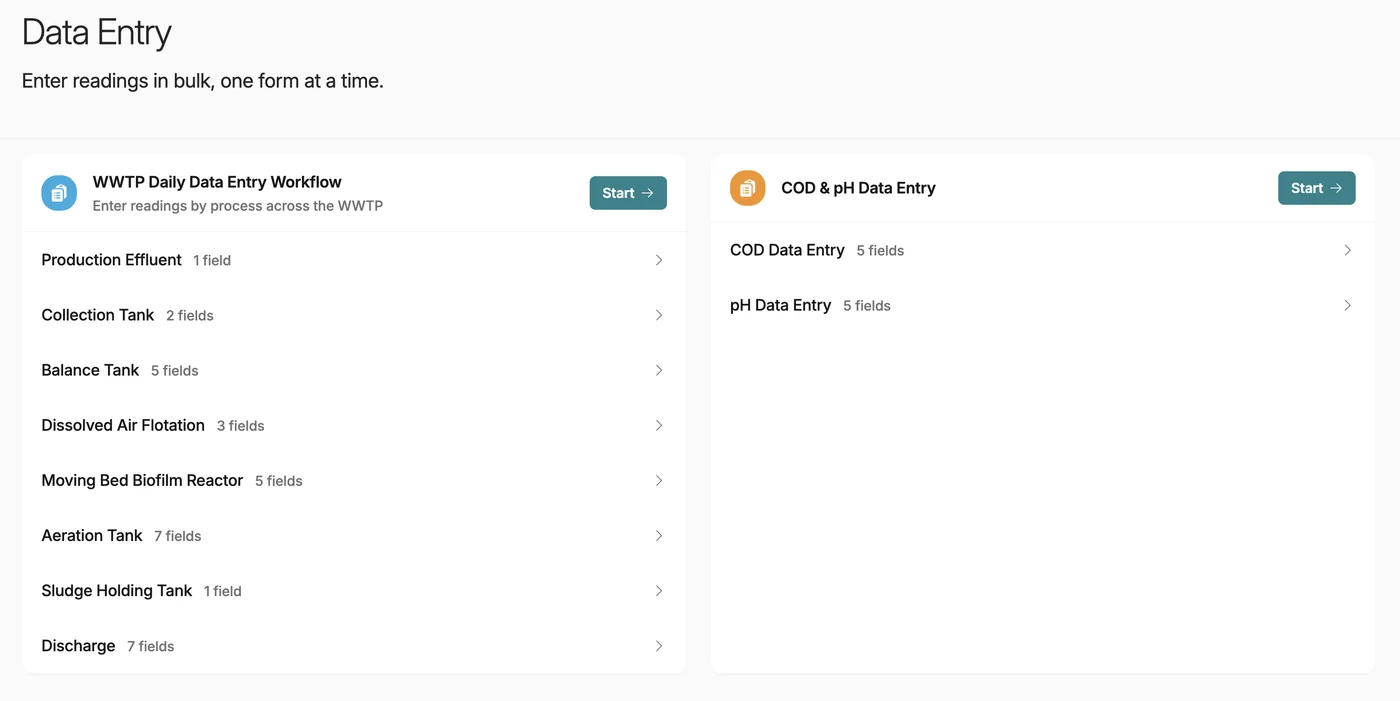 Data Entry
Enter readings in bulk, one form at a time.
WWTP Daily Data Entry Workflow
Enter readings by process across the WWTP
Start →
Production Effluent 1 field
Collection Tank 2 fields
Balance Tank 5 fields
Dissolved Air Flotation 3 fields
Moving Bed Biofilm Reactor 5 fields
Aeration Tank 7 fields
Sludge Holding Tank 1 field
Discharge 7 fields
COD & pH Data Entry
Start →
COD Data Entry 5 fields
pH Data Entry 5 fields